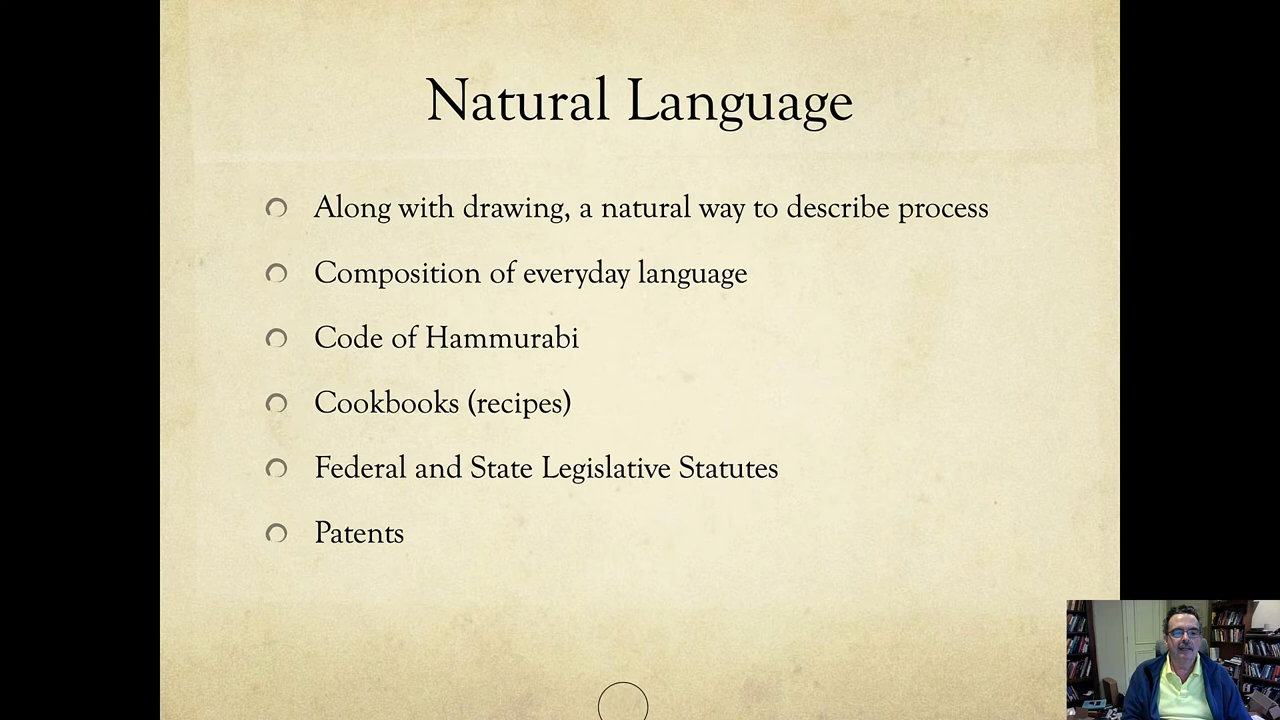 Natural Language
Along with drawing, a natural way to describe process
Composition of everyday language
Code of Hammurabi
Cookbooks (recipes)
Federal and State Legislative Statutes
Patents